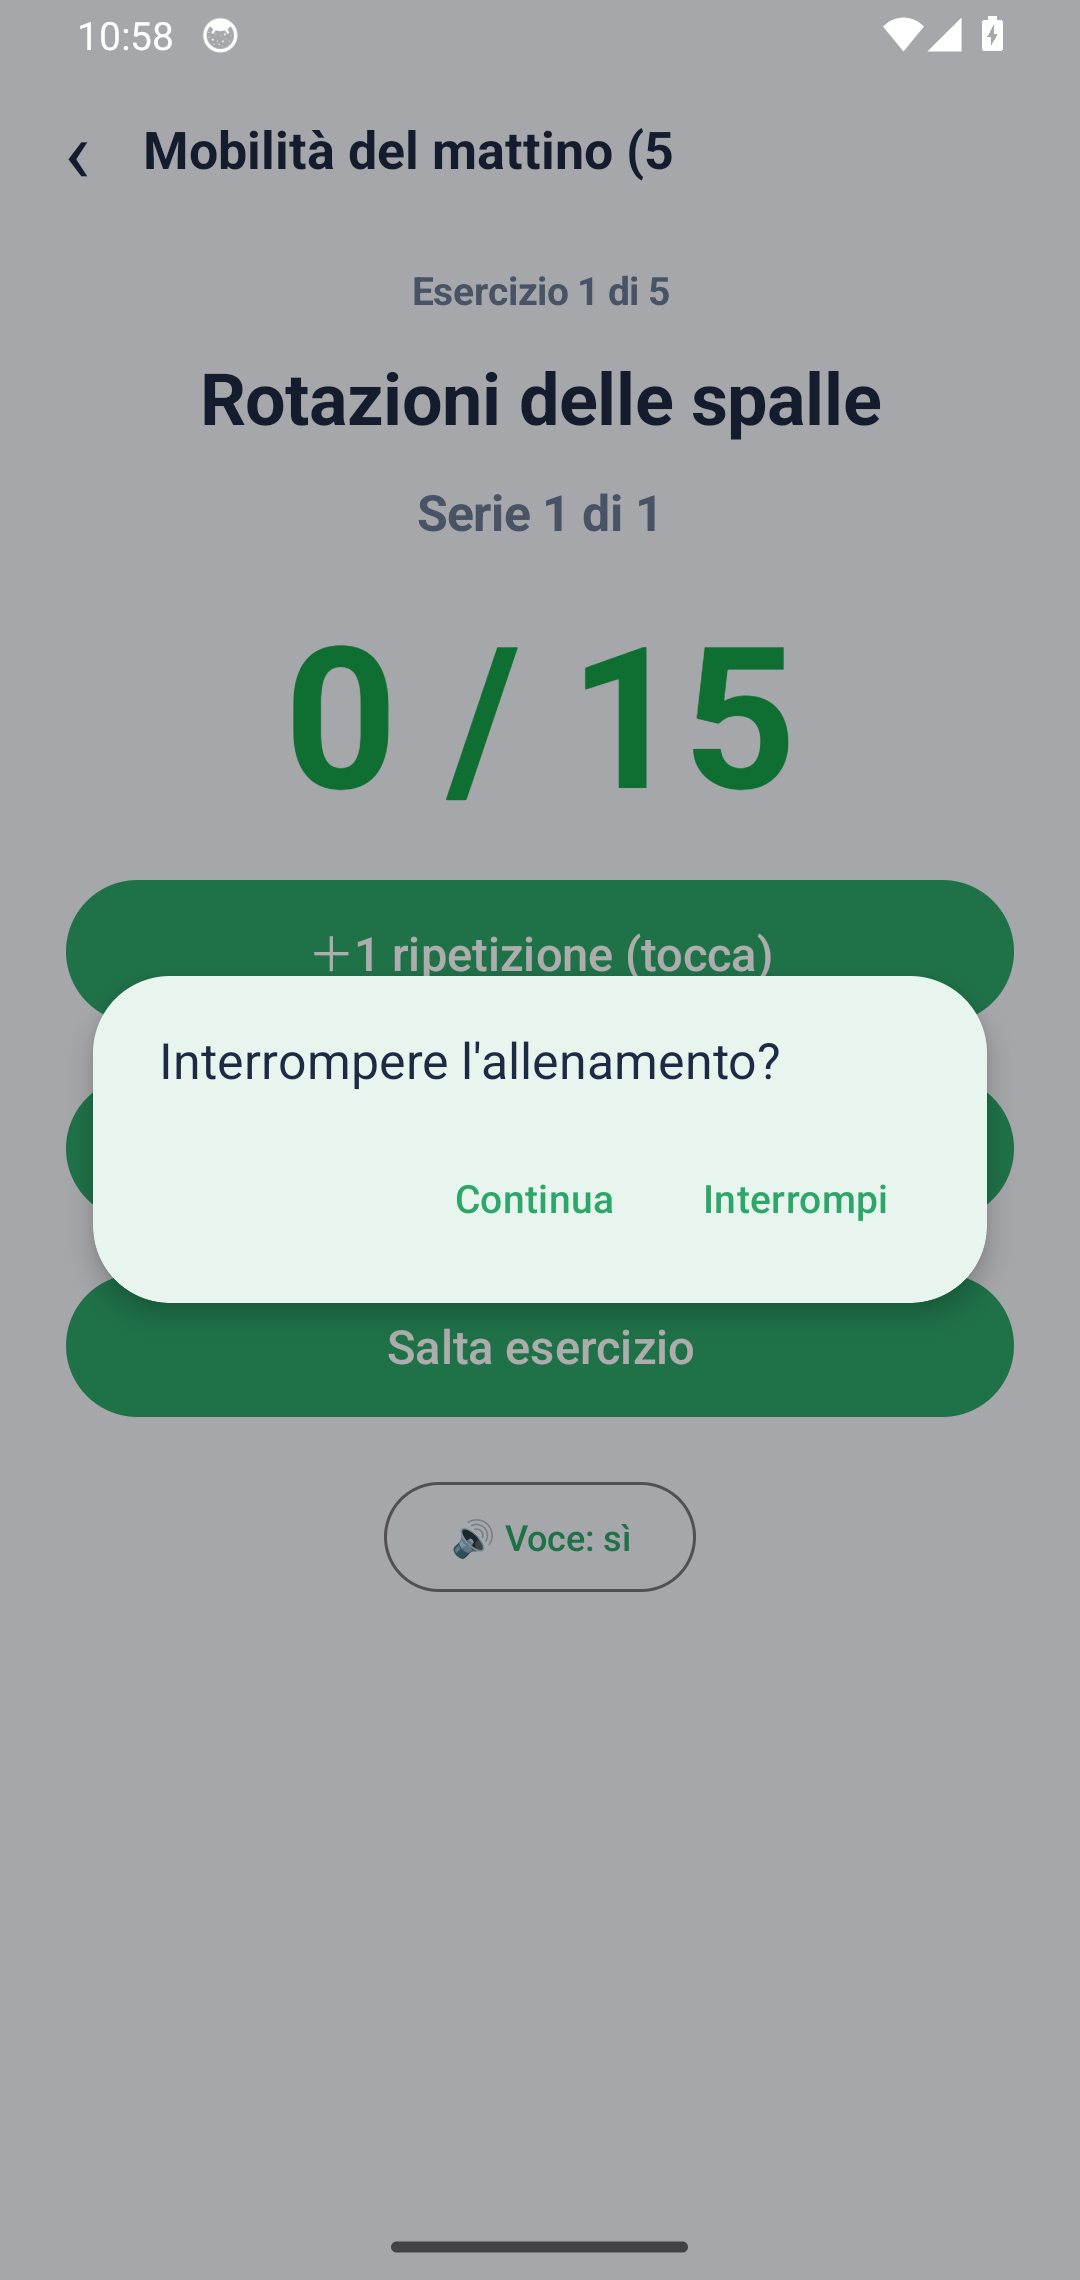 10:58
‹ Mobilità del mattino (5
Esercizio 1 di 5
Rotazioni delle spalle
Serie 1 di 1
0 / 15
+1 ripetizione (tocca)
Interrompere l'allenamento?
Continua Interrompi
Salta esercizio
🔊 Voce: sì